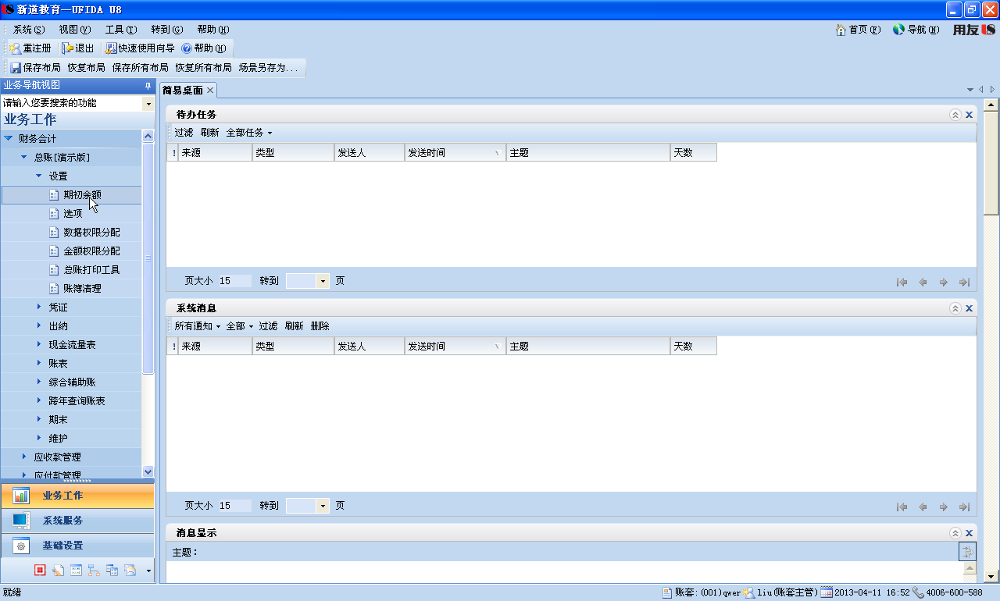 新道教育—UFIDA U8
系统(S) 视图(V) 工具(T) 转到(G) 帮助(H) 首页(F) 导航(N) 用友U8
重注册 退出 快速使用向导 帮助(H)
保存布局 恢复布局 保存所有布局 恢复所有布局 场景另存为...
业务导航视图
简易桌面
请输入您要搜索的功能
业务工作
财务会计
总账[演示版]
设置
期初余额
选项
数据权限分配
金额权限分配
总账打印工具
账簿清理
凭证
出纳
现金流量表
账表
综合辅助账
跨年查询账表
期末
维护
应收款管理
应付款管理
业务工作
系统服务
基础设置
待办任务
过滤 刷新 全部任务
! 来源 类型 发送人 发送时间 主题 天数
页大小 15 转到 页
系统消息
所有通知 全部 过滤 刷新 删除
! 来源 类型 发送人 发送时间 主题 天数
页大小 15 转到 页
消息显示
主题：
就绪 账套:(001)qwer liu(账套主管) 2013-04-11 16:52 4006-600-588